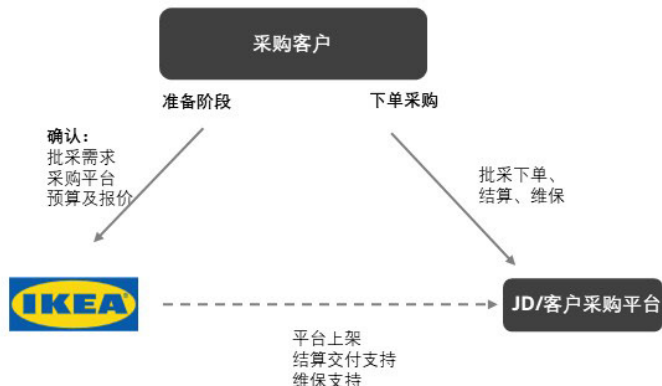 采购客户
准备阶段
下单采购
确认：
批采需求
采购平台
预算及报价
批采下单、
结算、维保
IKEA
JD/客户采购平台
平台上架
结算交付支持
维保支持